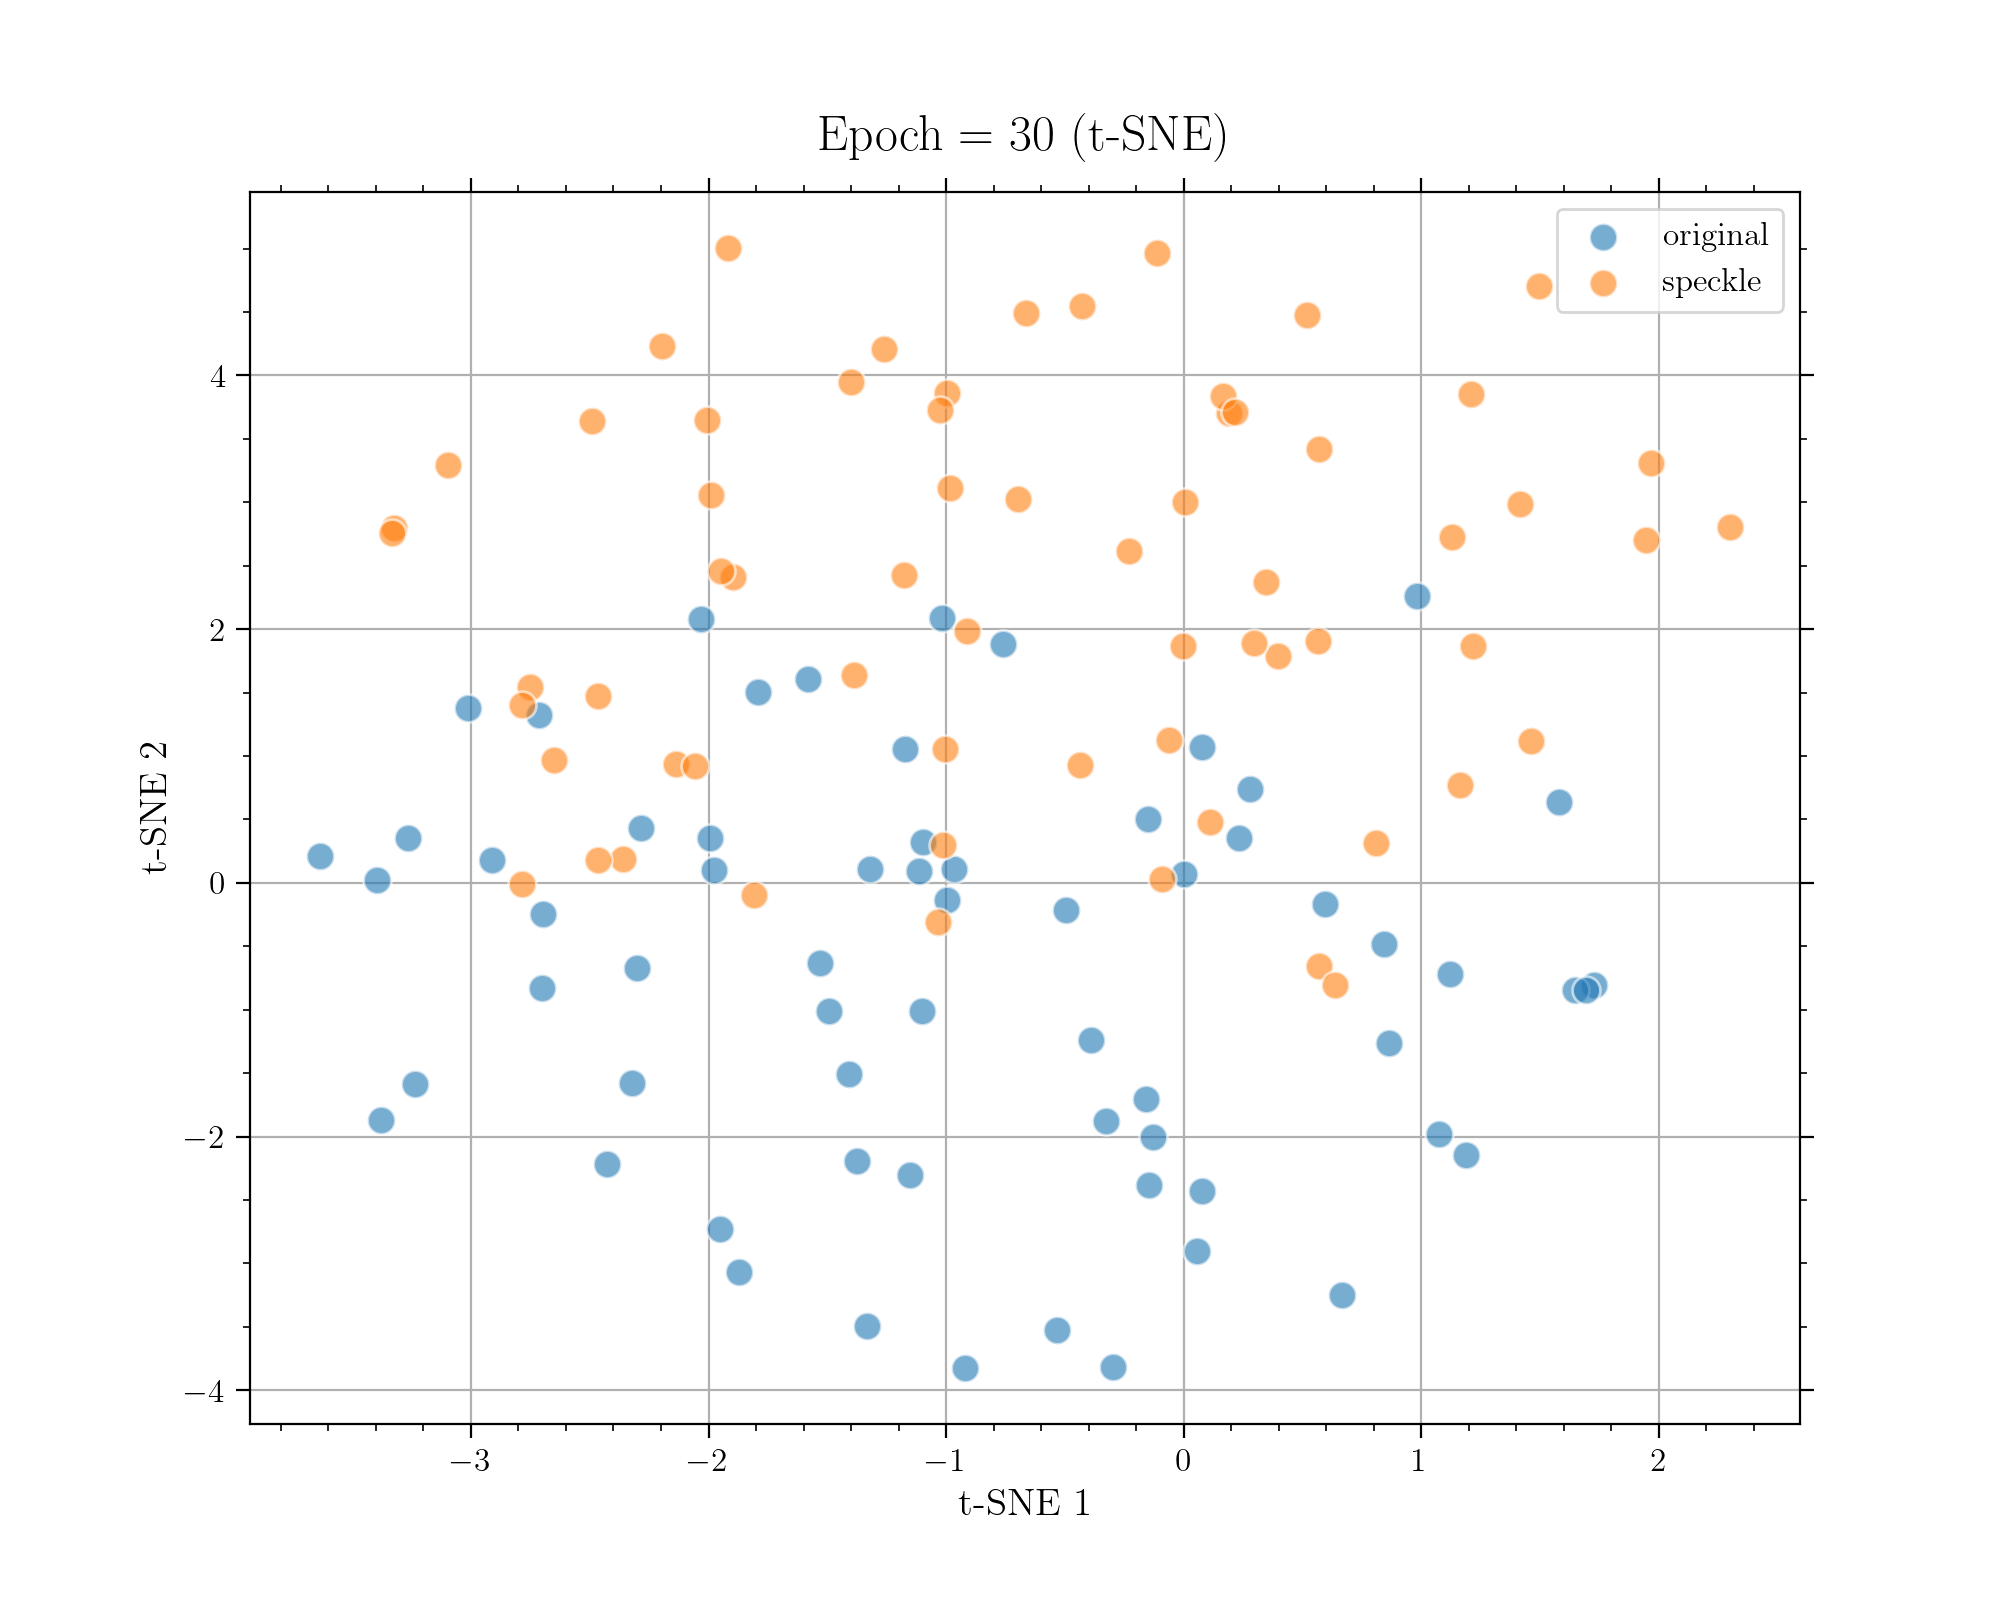 Epoch = 30 (t-SNE)
original
speckle
4
2
0
−2
−4
t-SNE 2
−3
−2
−1
0
1
2
t-SNE 1